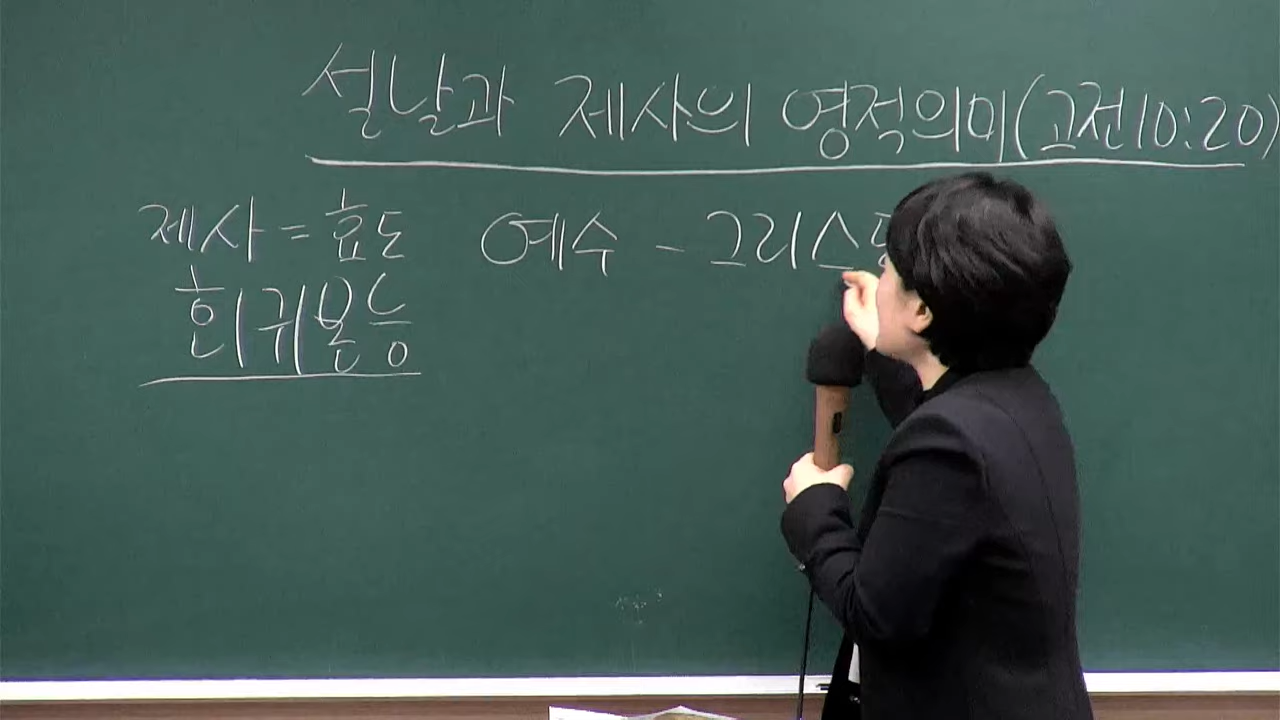 설날과 제사의 영적의미(고전10:20)
제사=효도 예수 - 그리스
회귀본능